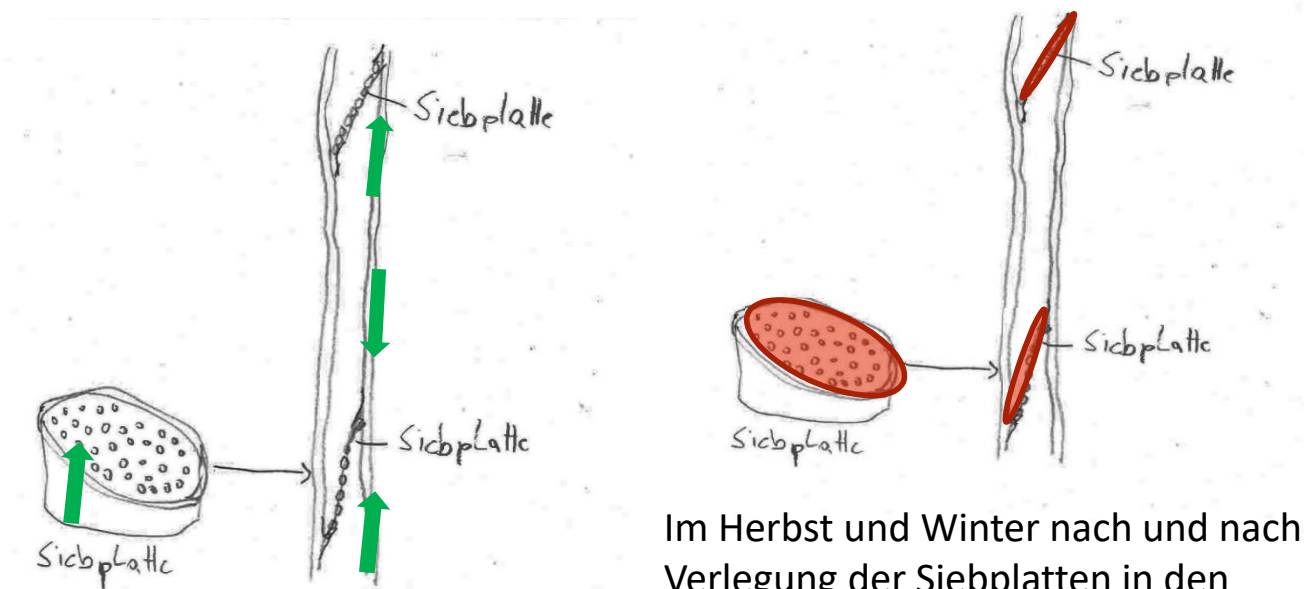 Siebplatte
Siebplatte
Siebplatte
Siebplatte
Siebplatte
Siebplatte
Im Herbst und Winter nach und nach
Verlegung der Siebplatten in den